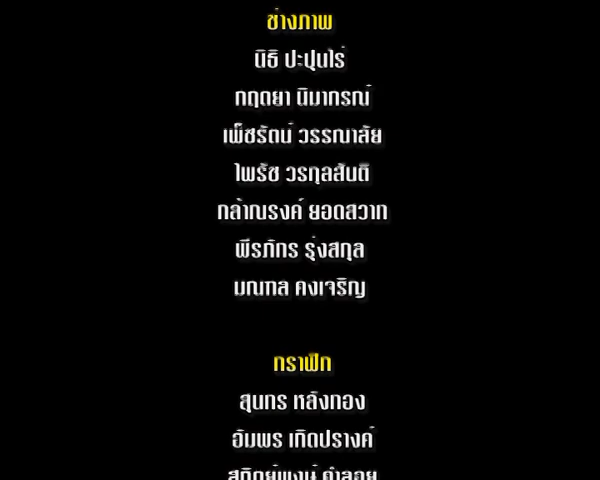 ช่างภาพ
นิธิ ปะปุนไร่
กฤตยา นิมากรณ์
เพ็ชรัตน์ วรรณาลัย
ไพรัช วรกุลสันติ
กล้าณรงค์ ยอดสวาท
พีรภัทร รุ่งสกุล
มณฑล คงเจริญ
กราฟิก
สุนทร หลังทอง
อัมพร เกิดปรางค์